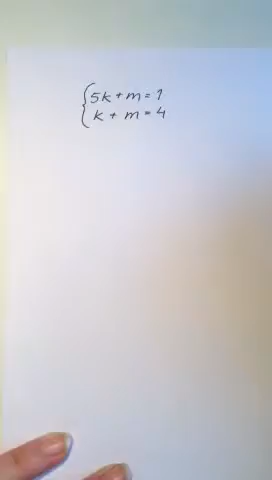 5k + m = 1
k + m = 4